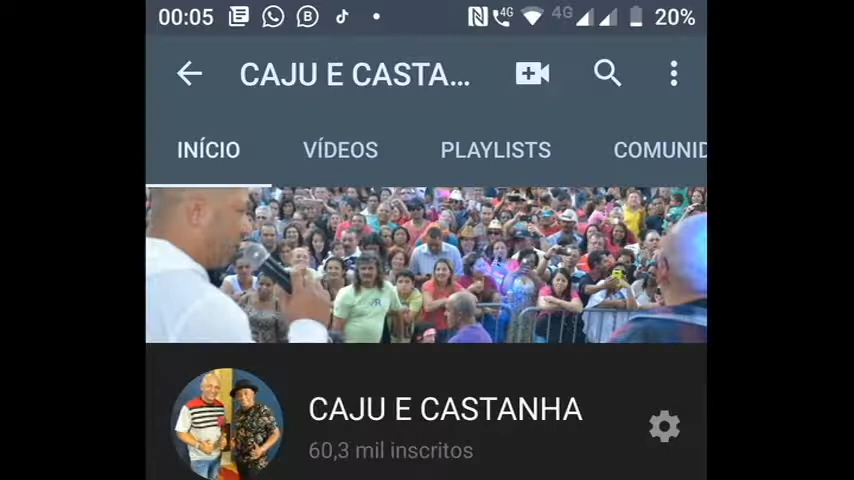 00:05 4G 4G 20%
CAJU E CASTA...
INÍCIO VÍDEOS PLAYLISTS COMUNID
CAJU E CASTANHA
60,3 mil inscritos